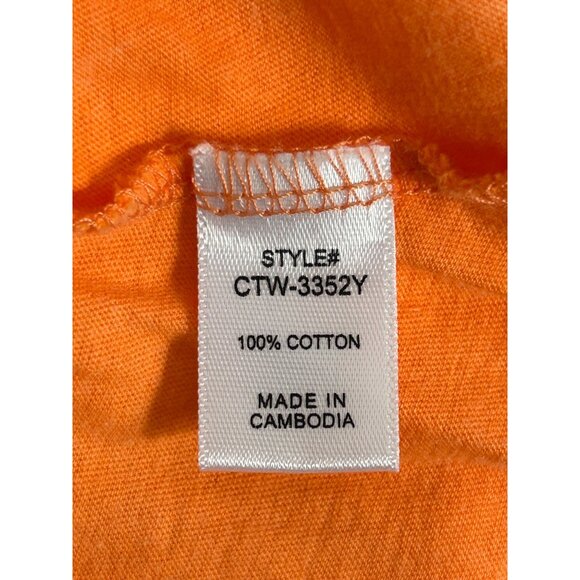 STYLE#
CTW-3352Y
100% COTTON
MADE IN
CAMBODIA